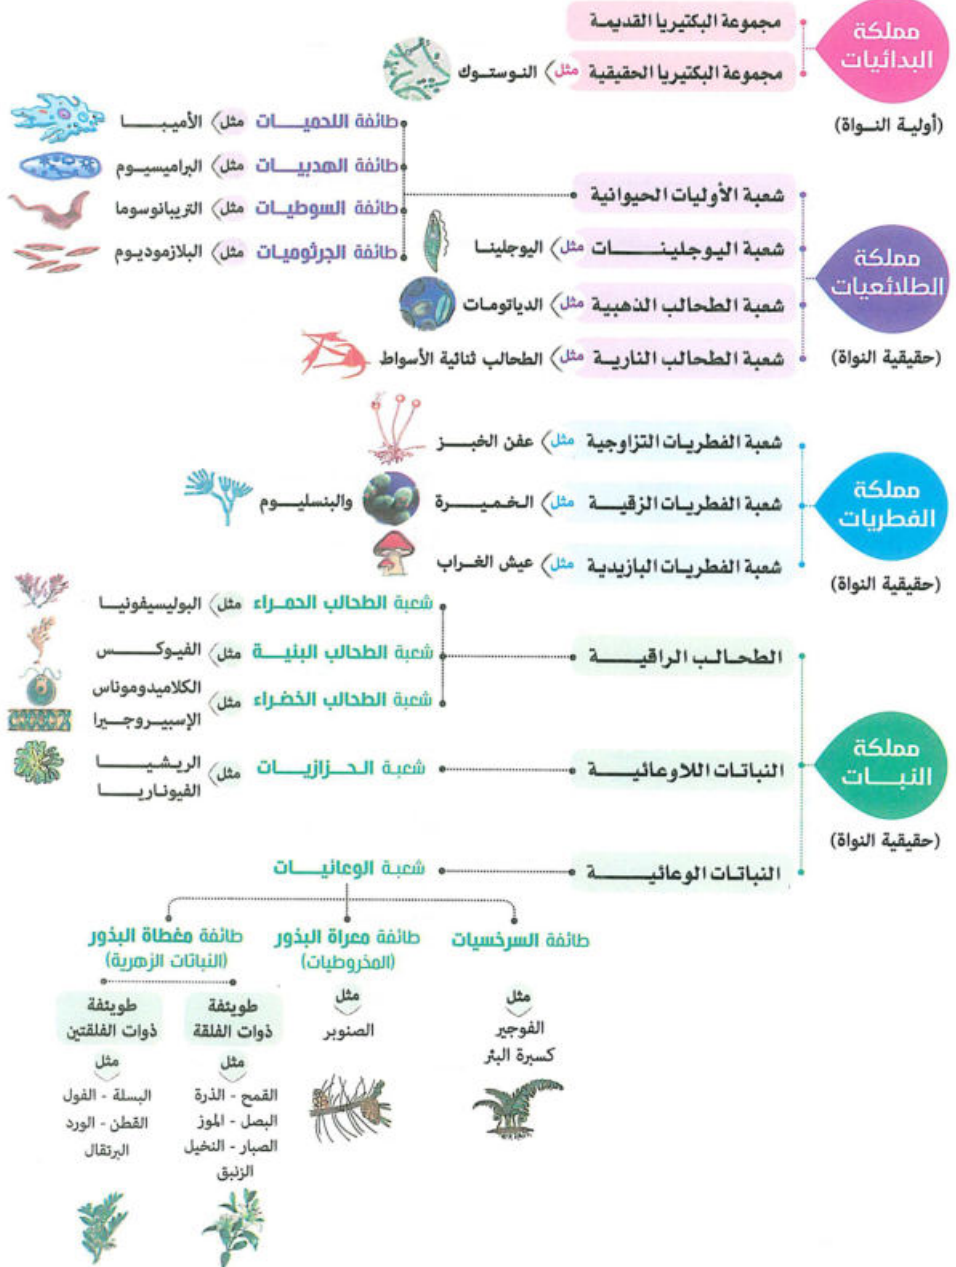 مملكة
البدائيات
(أولية النواة)
مجموعة البكتيريا القديمة
مجموعة البكتيريا الحقيقية مثل النوستوك
مملكة
الطلائعيات
(حقيقية النواة)
شعبة الأوليات الحيوانية
طائفة اللحميات مثل الأميبا
طائفة الهدبيات مثل البراميسيوم
طائفة السوطيات مثل التريبانوسوما
طائفة الجرثوميات مثل البلازموديوم
شعبة اليوجلينات مثل اليوجلينا
شعبة الطحالب الذهبية مثل الدياتومات
شعبة الطحالب النارية مثل الطحالب ثنائية الأسواط
مملكة
الفطريات
(حقيقية النواة)
شعبة الفطريات التزاوجية مثل عفن الخبز
شعبة الفطريات الزقية مثل الخميرة والبنسليوم
شعبة الفطريات البازيدية مثل عيش الغراب
مملكة
النبات
(حقيقية النواة)
الطحالب الراقية
شعبة الطحالب الحمراء مثل البوليسيفونيا
شعبة الطحالب البنية مثل الفيوكس
شعبة الطحالب الخضراء مثل الكلاميدوموناس
الإسبيروجيرا
النباتات اللاوعائية
شعبة الحزازيات مثل الريشيا
الفيوناريا
النباتات الوعائية
شعبة الوعائيات
طائفة السرخسيات
مثل
الفوجير
كسبرة البئر
طائفة معراة البذور
(المخروطيات)
مثل
الصنوبر
طائفة مغطاة البذور
(النباتات الزهرية)
طويئفة
ذوات الفلقة
مثل
القمح - الذرة
البصل - الموز
الصبار - النخيل
الزنبق
طويئفة
ذوات الفلقتين
مثل
البسلة - الفول
القطن - الورد
البرتقال